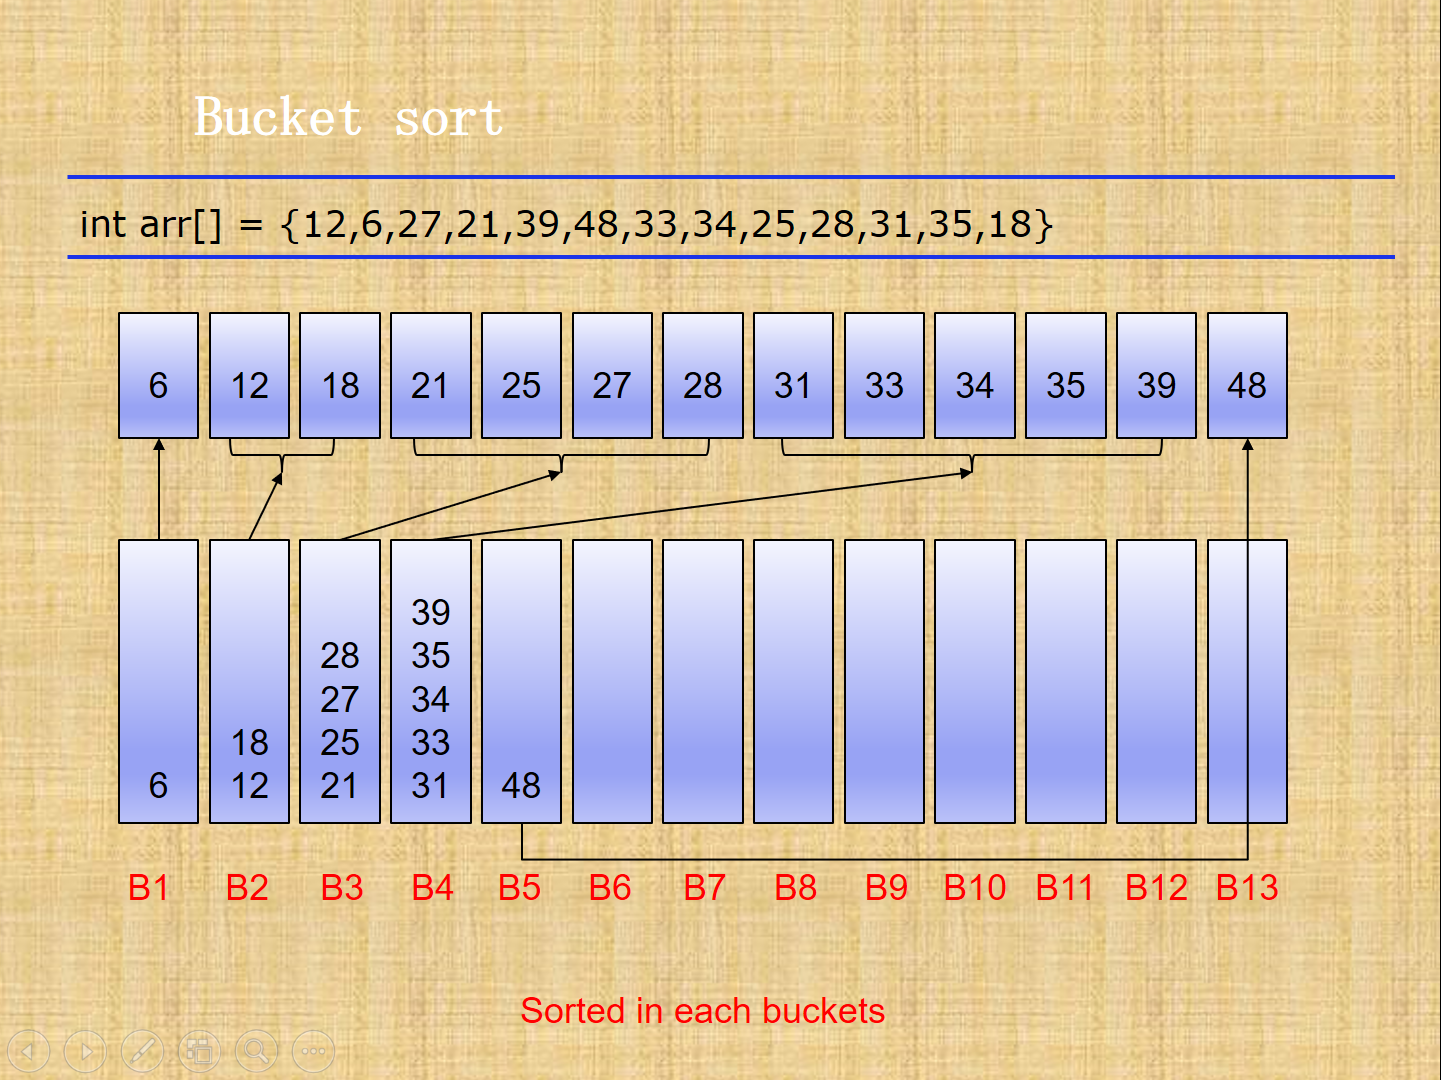 Bucket sort
int arr[] = {12,6,27,21,39,48,33,34,25,28,31,35,18}
6 12 18 21 25 27 28 31 33 34 35 39 48
39
28 35
27 34
18 25 33
6 12 21 31 48
B1 B2 B3 B4 B5 B6 B7 B8 B9 B10 B11 B12 B13
Sorted in each buckets